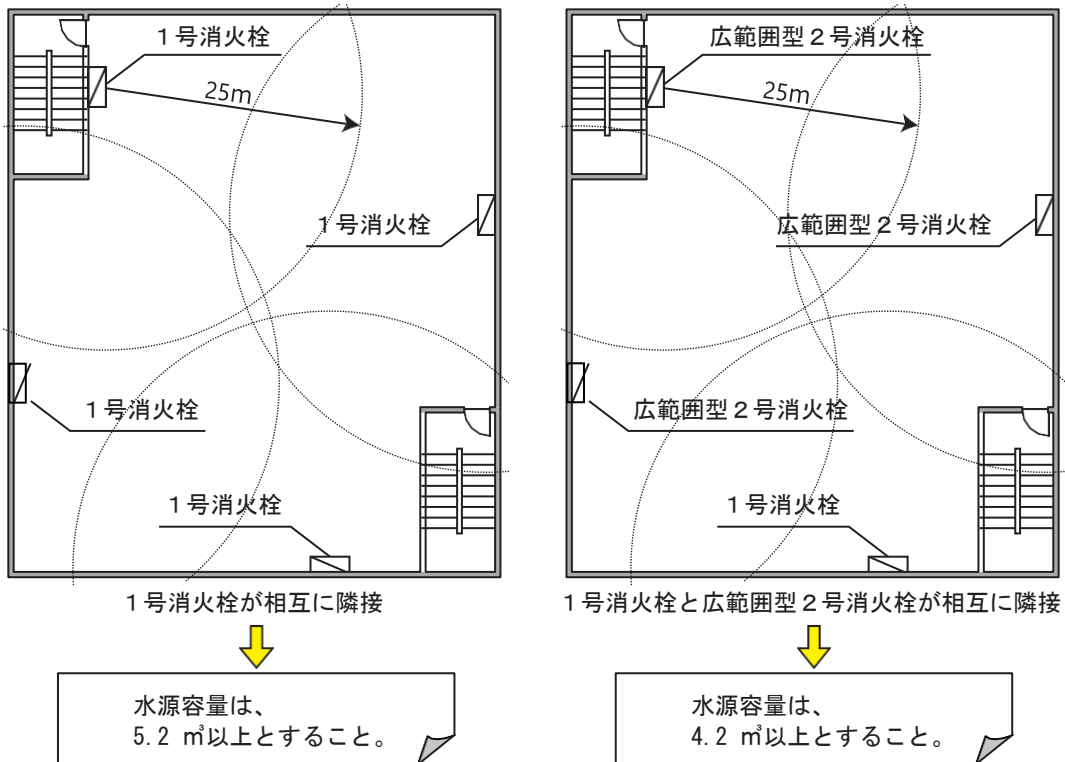 1号消火栓
25m
1号消火栓
1号消火栓
1号消火栓
1号消火栓が相互に隣接
水源容量は、
5.2 ㎥以上とすること。
広範囲型2号消火栓
25m
広範囲型2号消火栓
広範囲型2号消火栓
1号消火栓
1号消火栓と広範囲型2号消火栓が相互に隣接
水源容量は、
4.2 ㎥以上とすること。